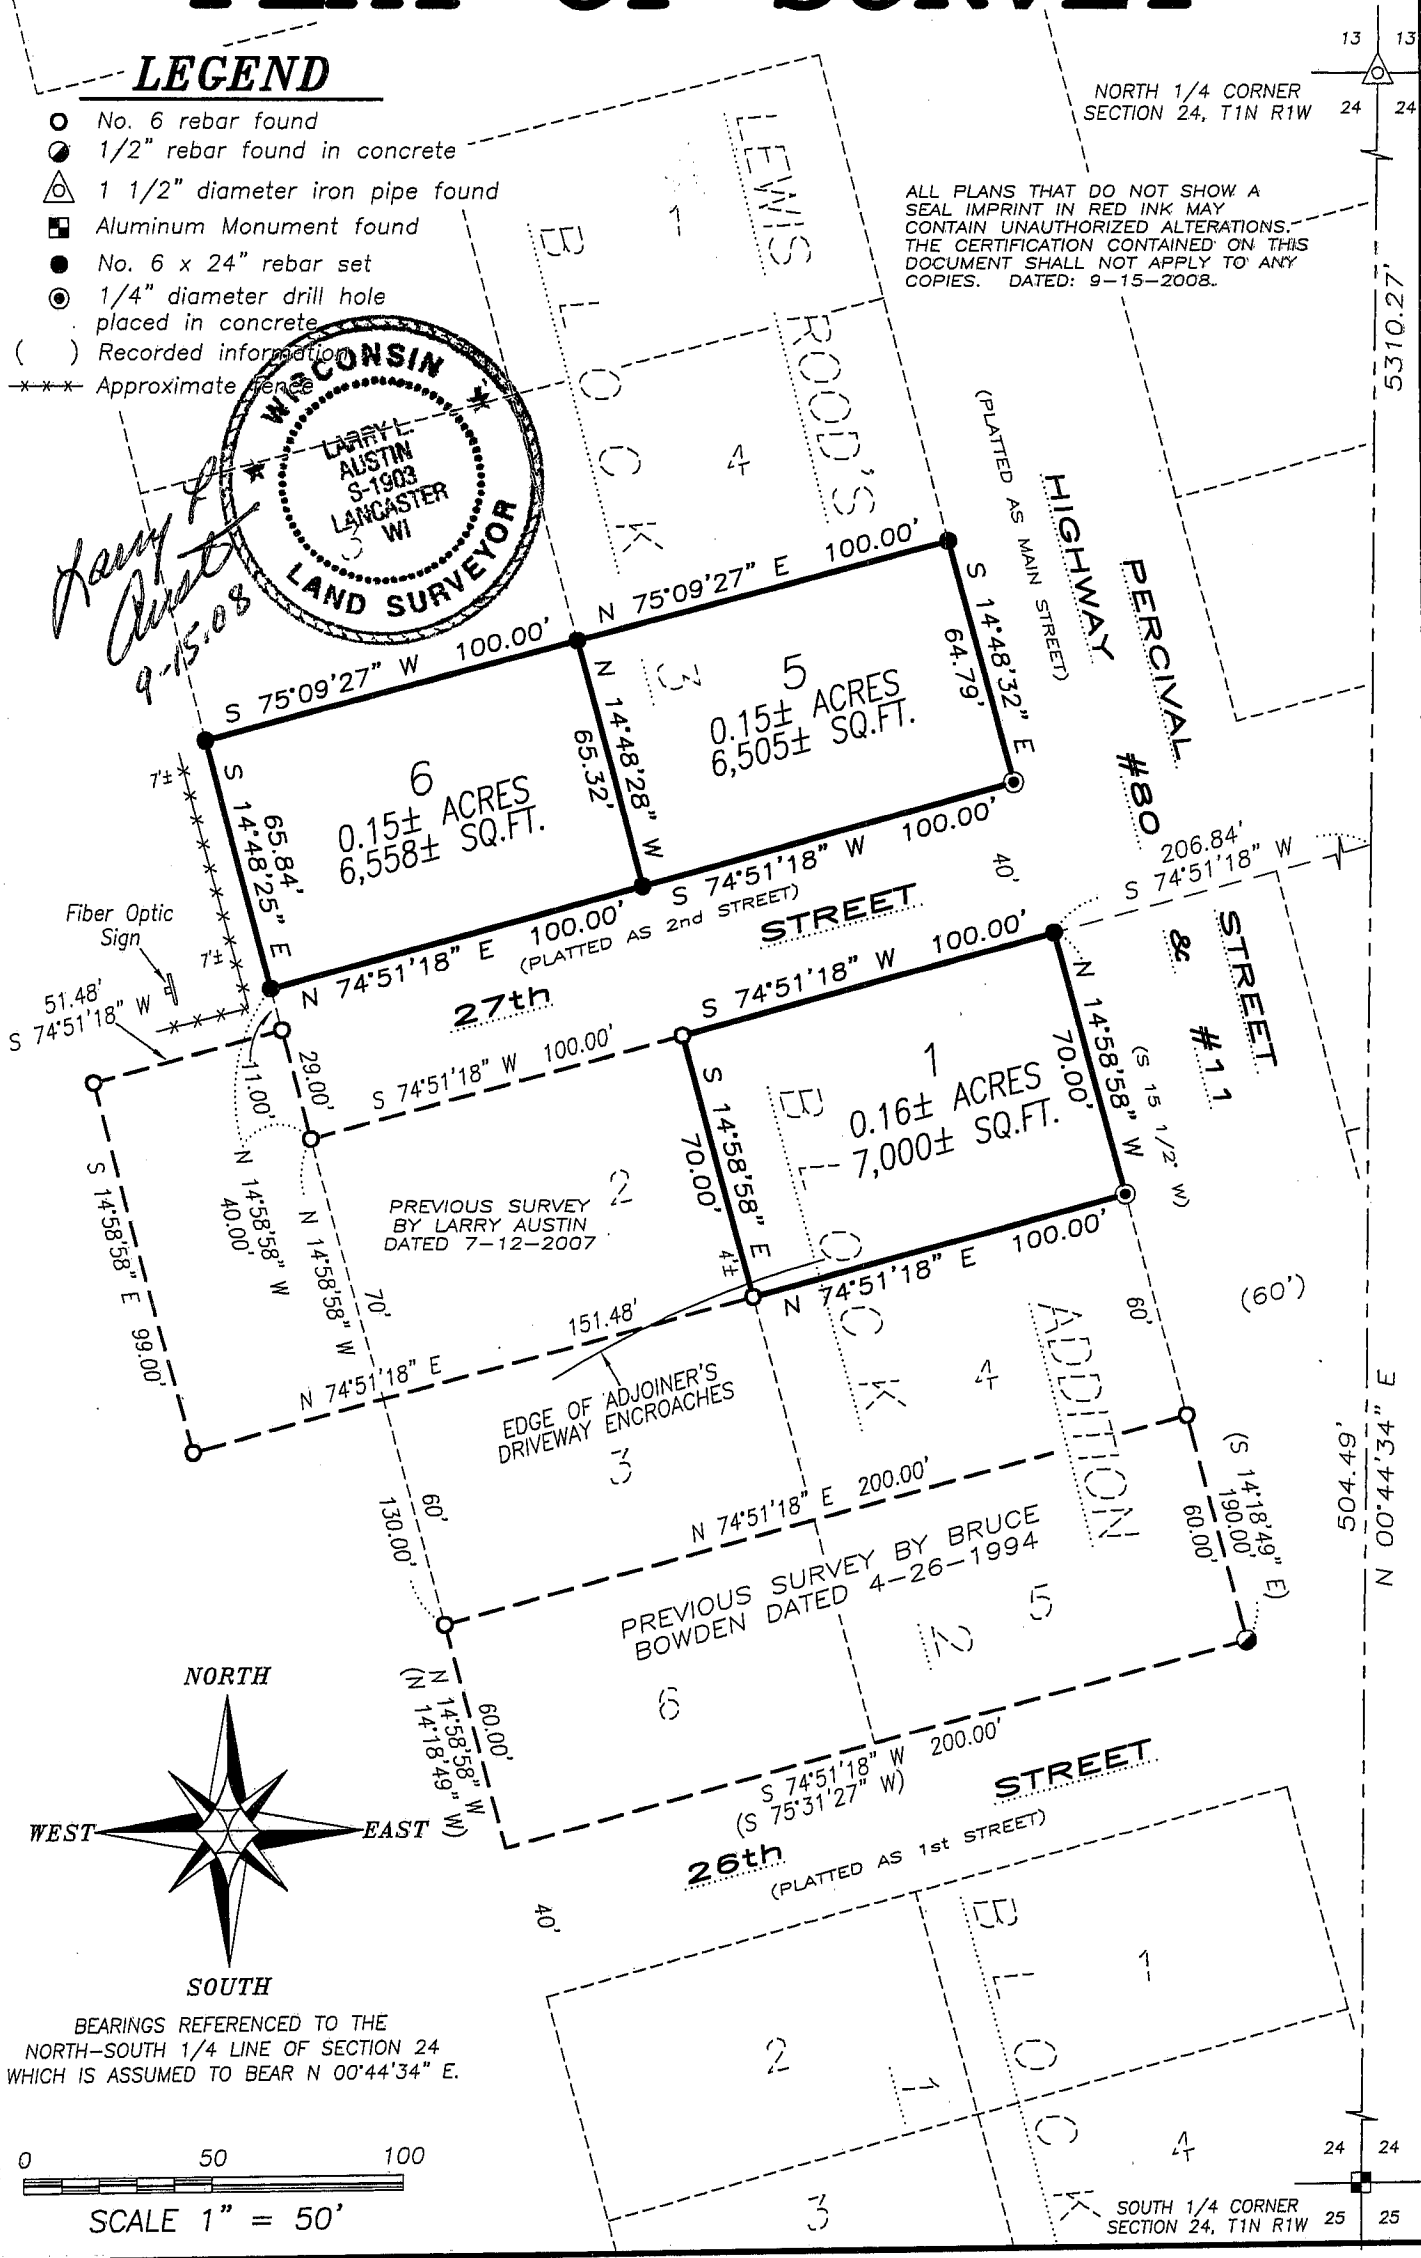 PLAT OF SURVEY
LEGEND
No. 6 rebar found
1/2" rebar found in concrete
1 1/2" diameter iron pipe found
Aluminum Monument found
No. 6 x 24" rebar set
1/4" diameter drill hole
placed in concrete
( ) Recorded information
x-x-x Approximate fence
13 13
NORTH 1/4 CORNER
SECTION 24, T1N R1W
24 24
ALL PLANS THAT DO NOT SHOW A
SEAL IMPRINT IN RED INK MAY
CONTAIN UNAUTHORIZED ALTERATIONS.
THE CERTIFICATION CONTAINED ON THIS
DOCUMENT SHALL NOT APPLY TO ANY
COPIES. DATED: 9-15-2008.
5310.27'
LEWIS ROOD'S
1
BLOCK
4
3
WISCONSIN
LARRY L.
AUSTIN
S-1903
LANCASTER
WI
LAND SURVEYOR
Larry L
Austin
9-15-08
3
(PLATTED AS MAIN STREET)
HIGHWAY
#80
& #11
PERCIVAL
STREET
N 75°09'27" E 100.00'
S 75°09'27" W 100.00'
S 14°48'32" E
64.79'
5
0.15± ACRES
6,505± SQ.FT.
N 14°48'28" W
65.32'
6
0.15± ACRES
6,558± SQ.FT.
7'±
65.84'
S 14°48'25" E
7'±
S 74°51'18" W 100.00'
N 74°51'18" E 100.00'
(PLATTED AS 2nd STREET)
27th STREET
40'
206.84'
S 74°51'18" W
Fiber Optic
Sign
51.48'
S 74°51'18" W
11.00'
29.00'
S 74°51'18" W 100.00'
S 74°51'18" W 100.00'
1
0.16± ACRES
7,000± SQ.FT.
N 14°58'58" W
70.00'
(S 15 1/2° W)
S 14°58'58" E
70.00'
BLOCK
2
PREVIOUS SURVEY
BY LARRY AUSTIN
DATED 7-12-2007
2
S 14°58'58" E 99.00'
N 14°58'58" W
40.00'
N 14°58'58" W
70'
4'±
N 74°51'18" E 100.00'
N 74°51'18" E 151.48'
EDGE OF ADJOINER'S
DRIVEWAY ENCROACHES
3
4
ADDITION
60'
(60')
130.00'
60'
N 74°51'18" E 200.00'
(S 14°18'49" E)
190.00'
60.00'
504.49'
N 00°44'34" E
PREVIOUS SURVEY BY BRUCE
BOWDEN DATED 4-26-1994
5
6
60.00'
N 14°58'58" W
(N 14°18'49" W)
S 74°51'18" W 200.00'
(S 75°31'27" W)
26th STREET
(PLATTED AS 1st STREET)
40'
NORTH
WEST
EAST
SOUTH
BEARINGS REFERENCED TO THE
NORTH-SOUTH 1/4 LINE OF SECTION 24
WHICH IS ASSUMED TO BEAR N 00°44'34" E.
BLOCK
1
1
2
3
4
0 50 100
SCALE 1" = 50'
24 24
SOUTH 1/4 CORNER
SECTION 24, T1N R1W
25 25